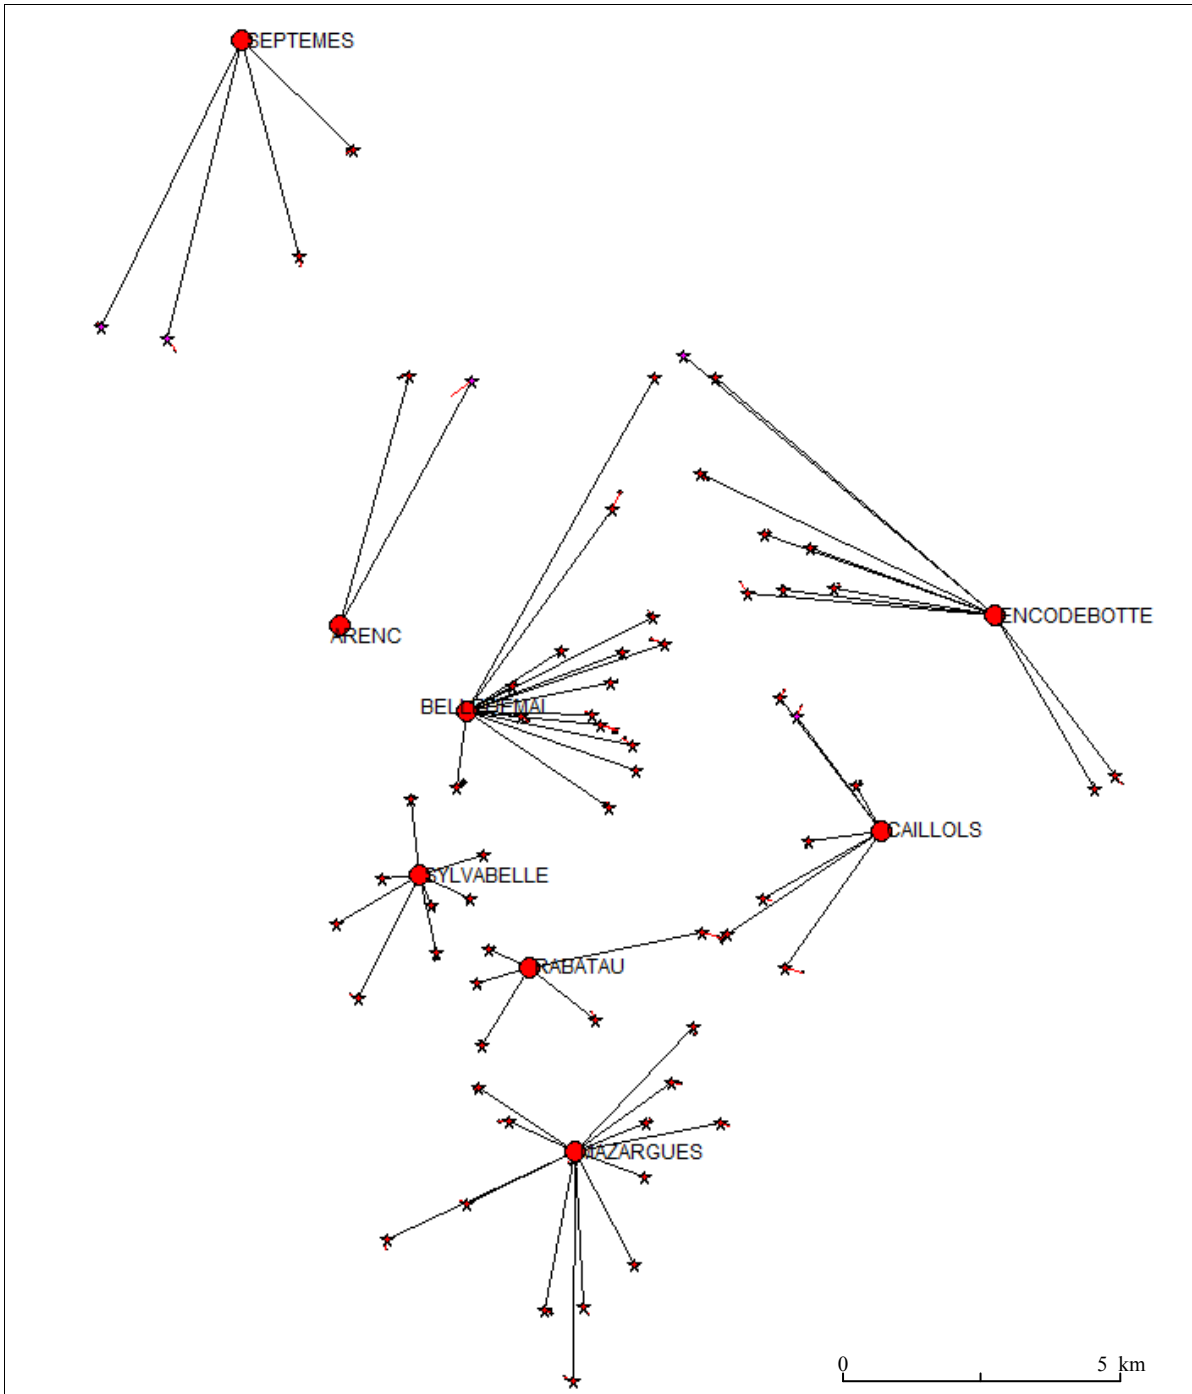 SEPTEMES
ARENC
ENCODEBOTTE
CAILLOLS
SYLVABELLE
RABATAU
MAZARGUES
0 5 km